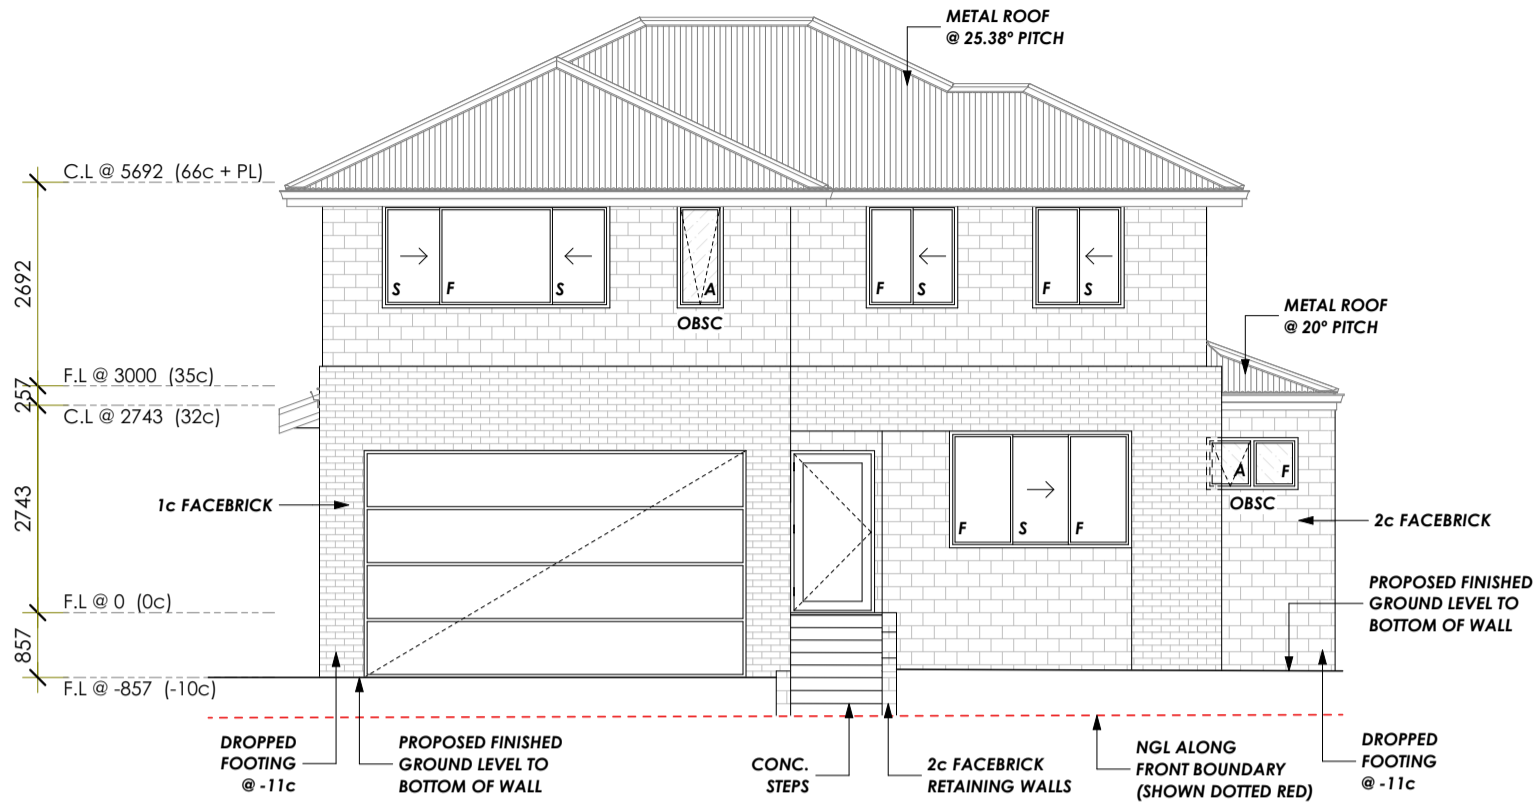 METAL ROOF
@ 25.38º PITCH
C.L @ 5692 (66c + PL)
2692
S
F
S
A
OBSC
F
S
F
S
METAL ROOF
@ 20º PITCH
F.L @ 3000 (35c)
257
C.L @ 2743 (32c)
2743
1c FACEBRICK
F
S
F
A
F
OBSC
2c FACEBRICK
PROPOSED FINISHED
GROUND LEVEL TO
BOTTOM OF WALL
F.L @ 0 (0c)
857
F.L @ -857 (-10c)
DROPPED
FOOTING
@ -11c
PROPOSED FINISHED
GROUND LEVEL TO
BOTTOM OF WALL
CONC.
STEPS
2c FACEBRICK
RETAINING WALLS
NGL ALONG
FRONT BOUNDARY
(SHOWN DOTTED RED)
DROPPED
FOOTING
@ -11c